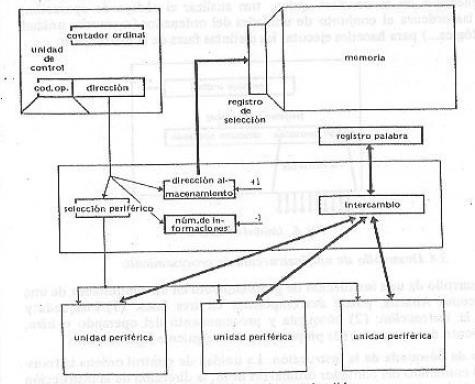 contador ordinal
unidad
de
control
cod.op.
dirección
memoria
registro
de
selección
registro palabra
dirección al-
macenamiento
+1
selección periférico
núm.de in-
formaciones
-1
intercambio
unidad periférica
unidad periférica
unidad periférica